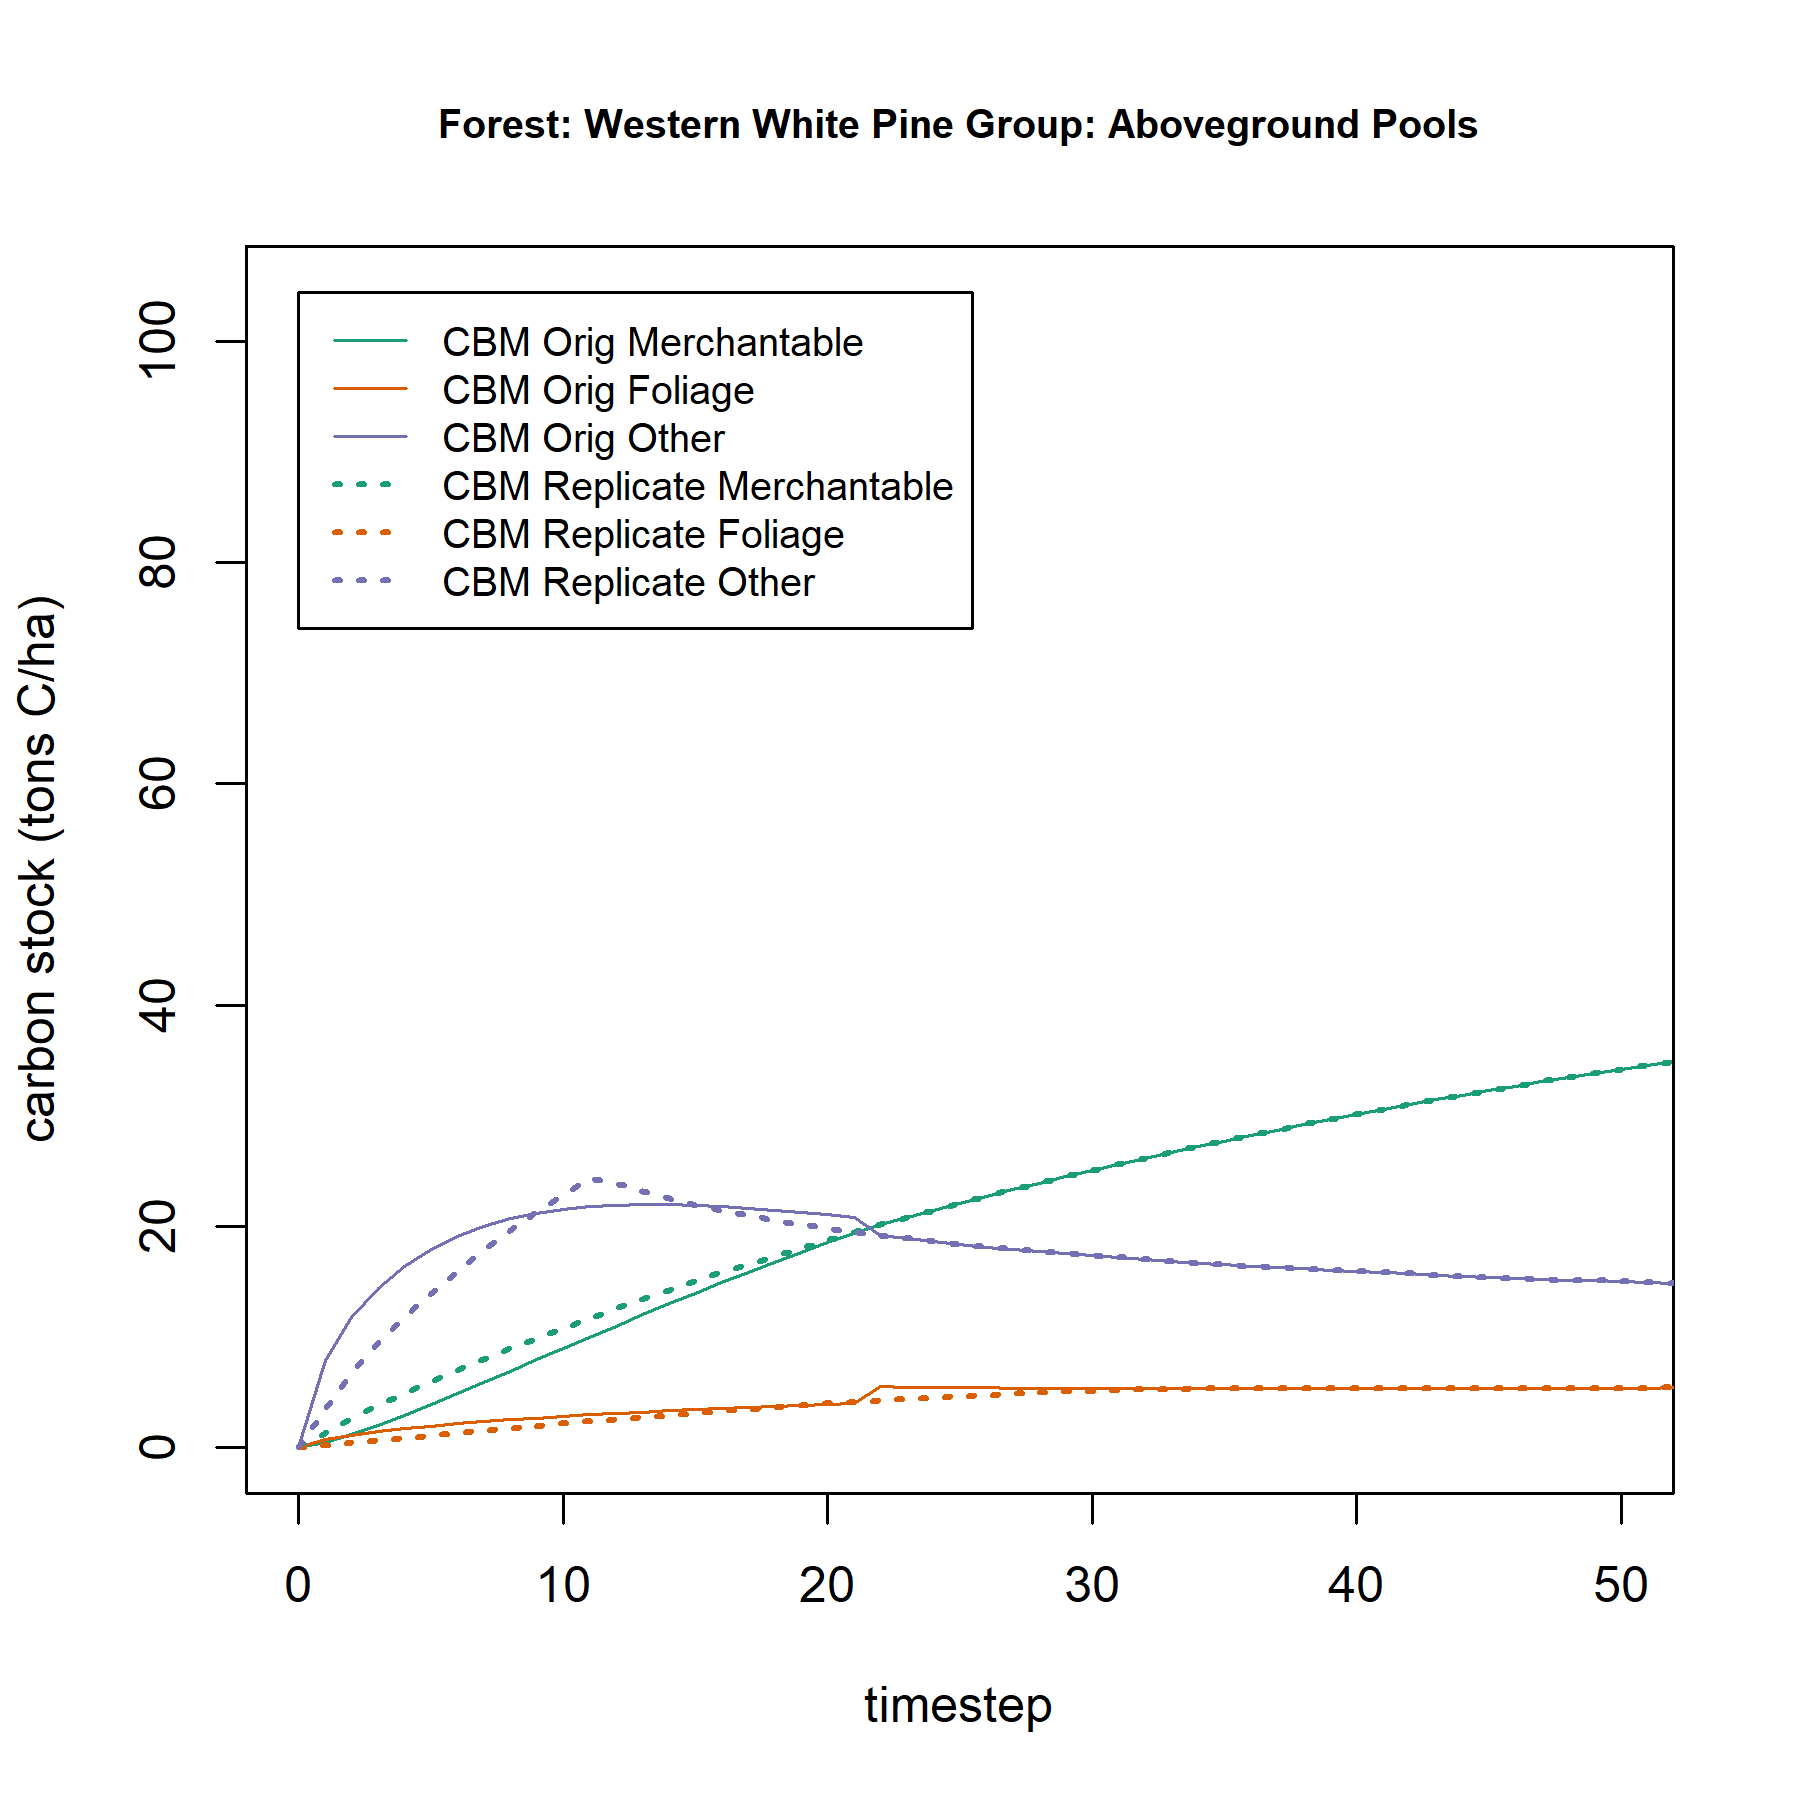 Forest: Western White Pine Group: Aboveground Pools
CBM Orig Merchantable
CBM Orig Foliage
CBM Orig Other
CBM Replicate Merchantable
CBM Replicate Foliage
CBM Replicate Other
carbon stock (tons C/ha)
100
80
60
40
20
0
0 10 20 30 40 50
timestep